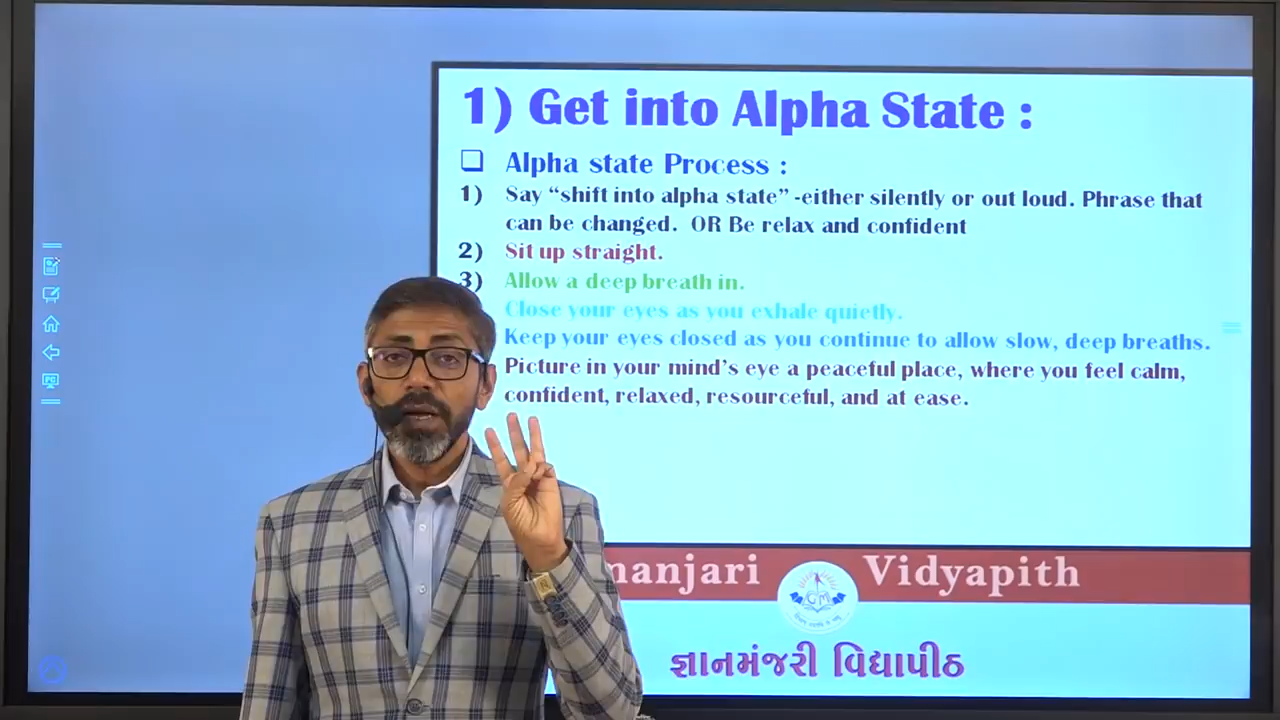 1) Get into Alpha State :
❑ Alpha state Process :
1) Say “shift into alpha state” -either silently or out loud. Phrase that
can be changed. OR Be relax and confident
2) Sit up straight.
3) Allow a deep breath in.
Close your eyes as you exhale quietly.
Keep your eyes closed as you continue to allow slow, deep breaths.
Picture in your mind’s eye a peaceful place, where you feel calm,
confident, relaxed, resourceful, and at ease.
manjari Vidyapith
GM
જ્ઞાનમંજરી વિદ્યાપીઠ
PC